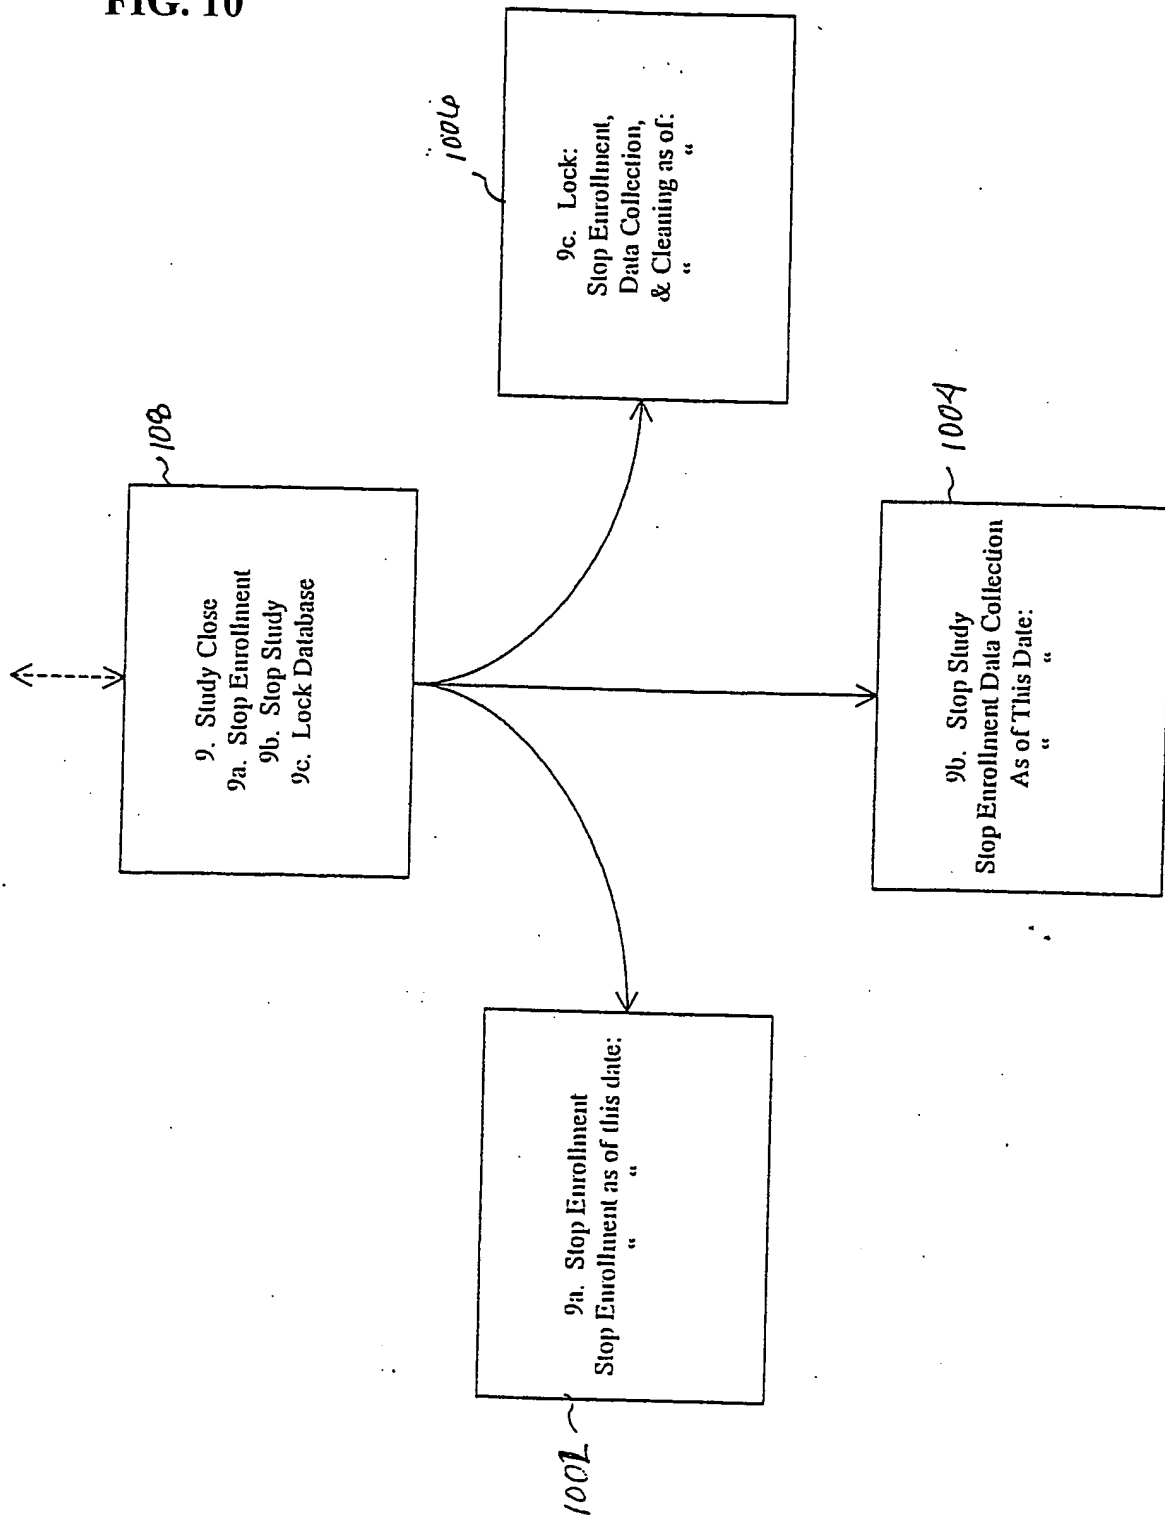 FIG. 10
108
9. Study Close
9a. Stop Enrollment
9b. Stop Study
9c. Lock Database
1002
9a. Stop Enrollment
Stop Enrollment as of this date:
“ “
1004
9b. Stop Study
Stop Enrollment Data Collection
As of This Date:
“ “
1006
9c. Lock:
Stop Enrollment,
Data Collection,
& Cleaning as of:
“ “